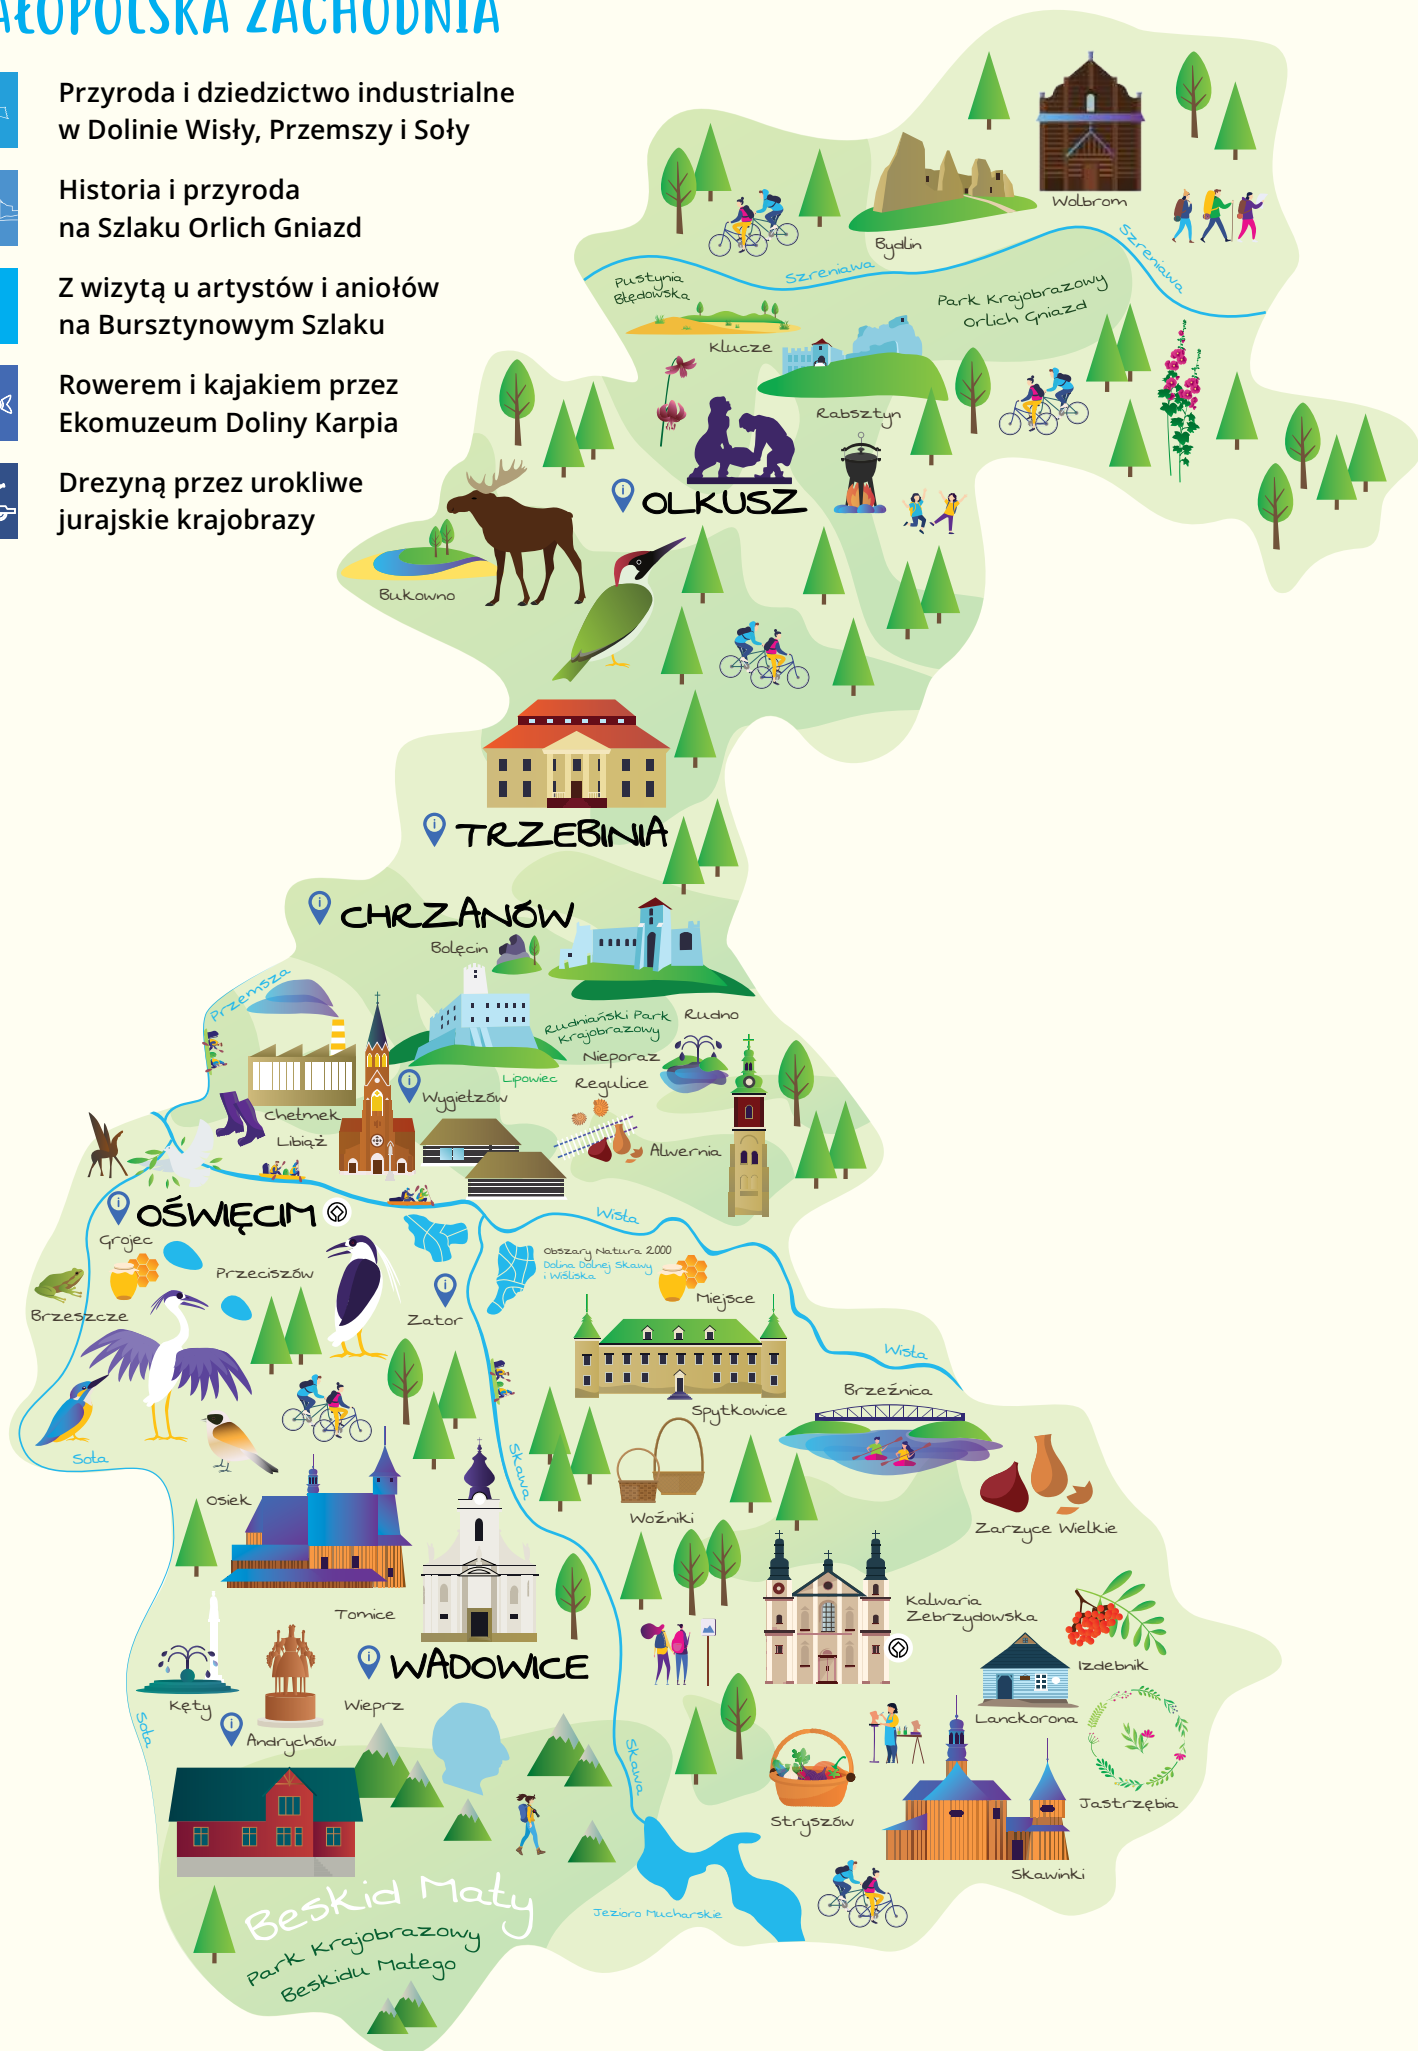 AŁOPOLSKA ZACHODNIA
Przyroda i dziedzictwo industrialne
w Dolinie Wisły, Przemszy i Soły
Historia i przyroda
na Szlaku Orlich Gniazd
Z wizytą u artystów i aniołów
na Bursztynowym Szlaku
Rowerem i kajakiem przez
Ekomuzeum Doliny Karpia
Drezyną przez urokliwe
jurajskie krajobrazy
Wolbrom
Bydlin
Szreniawa
Szreniawa
Pustynia
Błędowska
Park Krajobrazowy
Orlich Gniazd
Klucze
Rabsztyn
OLKUSZ
Bukowno
TRZEBINIA
CHRZANÓW
Bolęcin
Przemsza
Rudniański Park
Krajobrazowy
Rudno
Nieporaz
Lipowiec
Regulice
Wygiełzów
Chełmek
Libiąż
Alwernia
OŚWIĘCIM
Wisła
Grojec
Obszary Natura 2000
Dolina Dolnej Skawy
i Wiśliska
Przeciszów
Miejsce
Brzeszcze
Zator
Wisła
Brzeźnica
Spytkowice
Soła
Skawa
Osiek
Woźniki
Zarzyce Wielkie
Tomice
Kalwaria
Zebrzydowska
WADOWICE
Izdebnik
Kęty
Wieprz
Lanckorona
Soła
Andrychów
Skawa
Jastrzębia
Stryszów
Skawinki
Beskid Mały
Jezioro Mucharskie
Park Krajobrazowy
Beskidu Małego